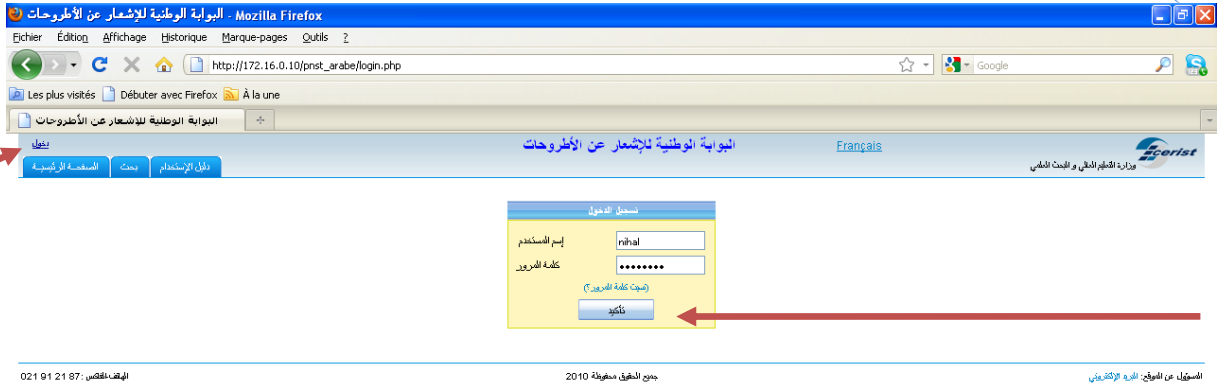 البوابة الوطنية للإشعار عن الأطروحات - Mozilla Firefox
Fichier Édition Affichage Historique Marque-pages Outils ?
http://172.16.0.10/pnst_arabe/login.php
Google
Les plus visités Débuter avec Firefox À la une
البوابة الوطنية للإشعار عن الأطروحات
دخول
البوابة الوطنية للإشعار عن الأطروحات
Français
cerist
وزارة التعليم العالي و البحث العلمي
الصفحة الرئيسية
بحث
دليل الإستخدام
تسجيل الدخول
إسم المستخدم
nihal
كلمة المرور
••••••••
(نسيت كلمة المرور؟)
تأكيد
المسؤول عن الموقع: البريد الإلكتروني
جميع الحقوق محفوظة 2010
الهاتف/الفاكس: 87 21 91 021